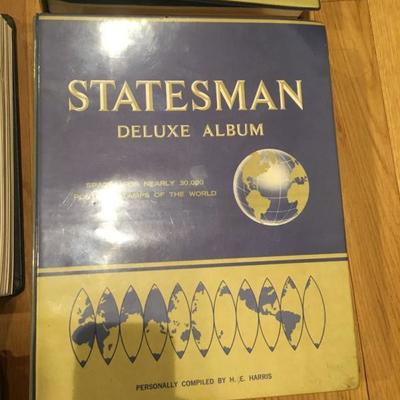 STATESMAN
DELUXE ALBUM
NEARLY 30,000
OF THE WORLD
PERSONALLY COMPILED BY H. E. HARRIS